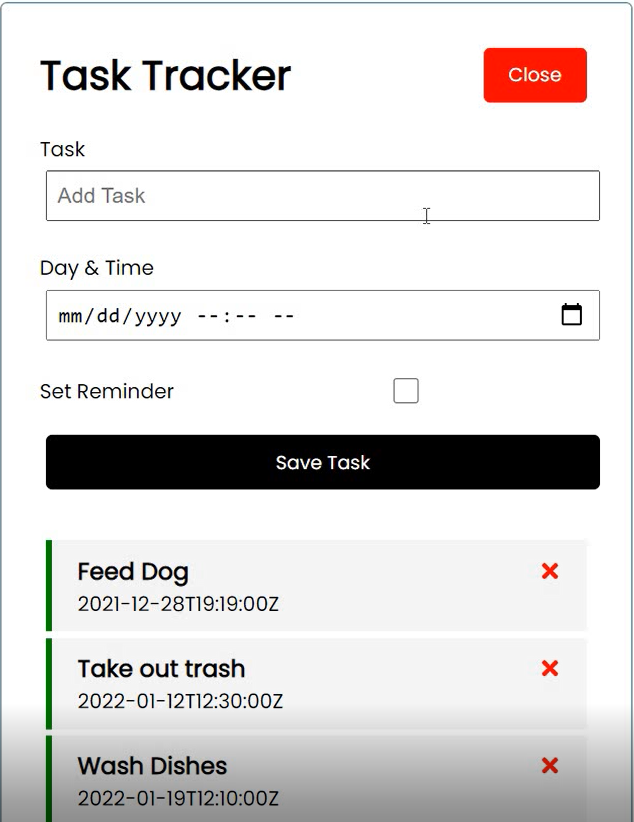 Task Tracker
Close
Task
Add Task
Day & Time
mm/dd/yyyy --:-- --
Set Reminder
Save Task
Feed Dog
2021-12-28T19:19:00Z
Take out trash
2022-01-12T12:30:00Z
Wash Dishes
2022-01-19T12:10:00Z